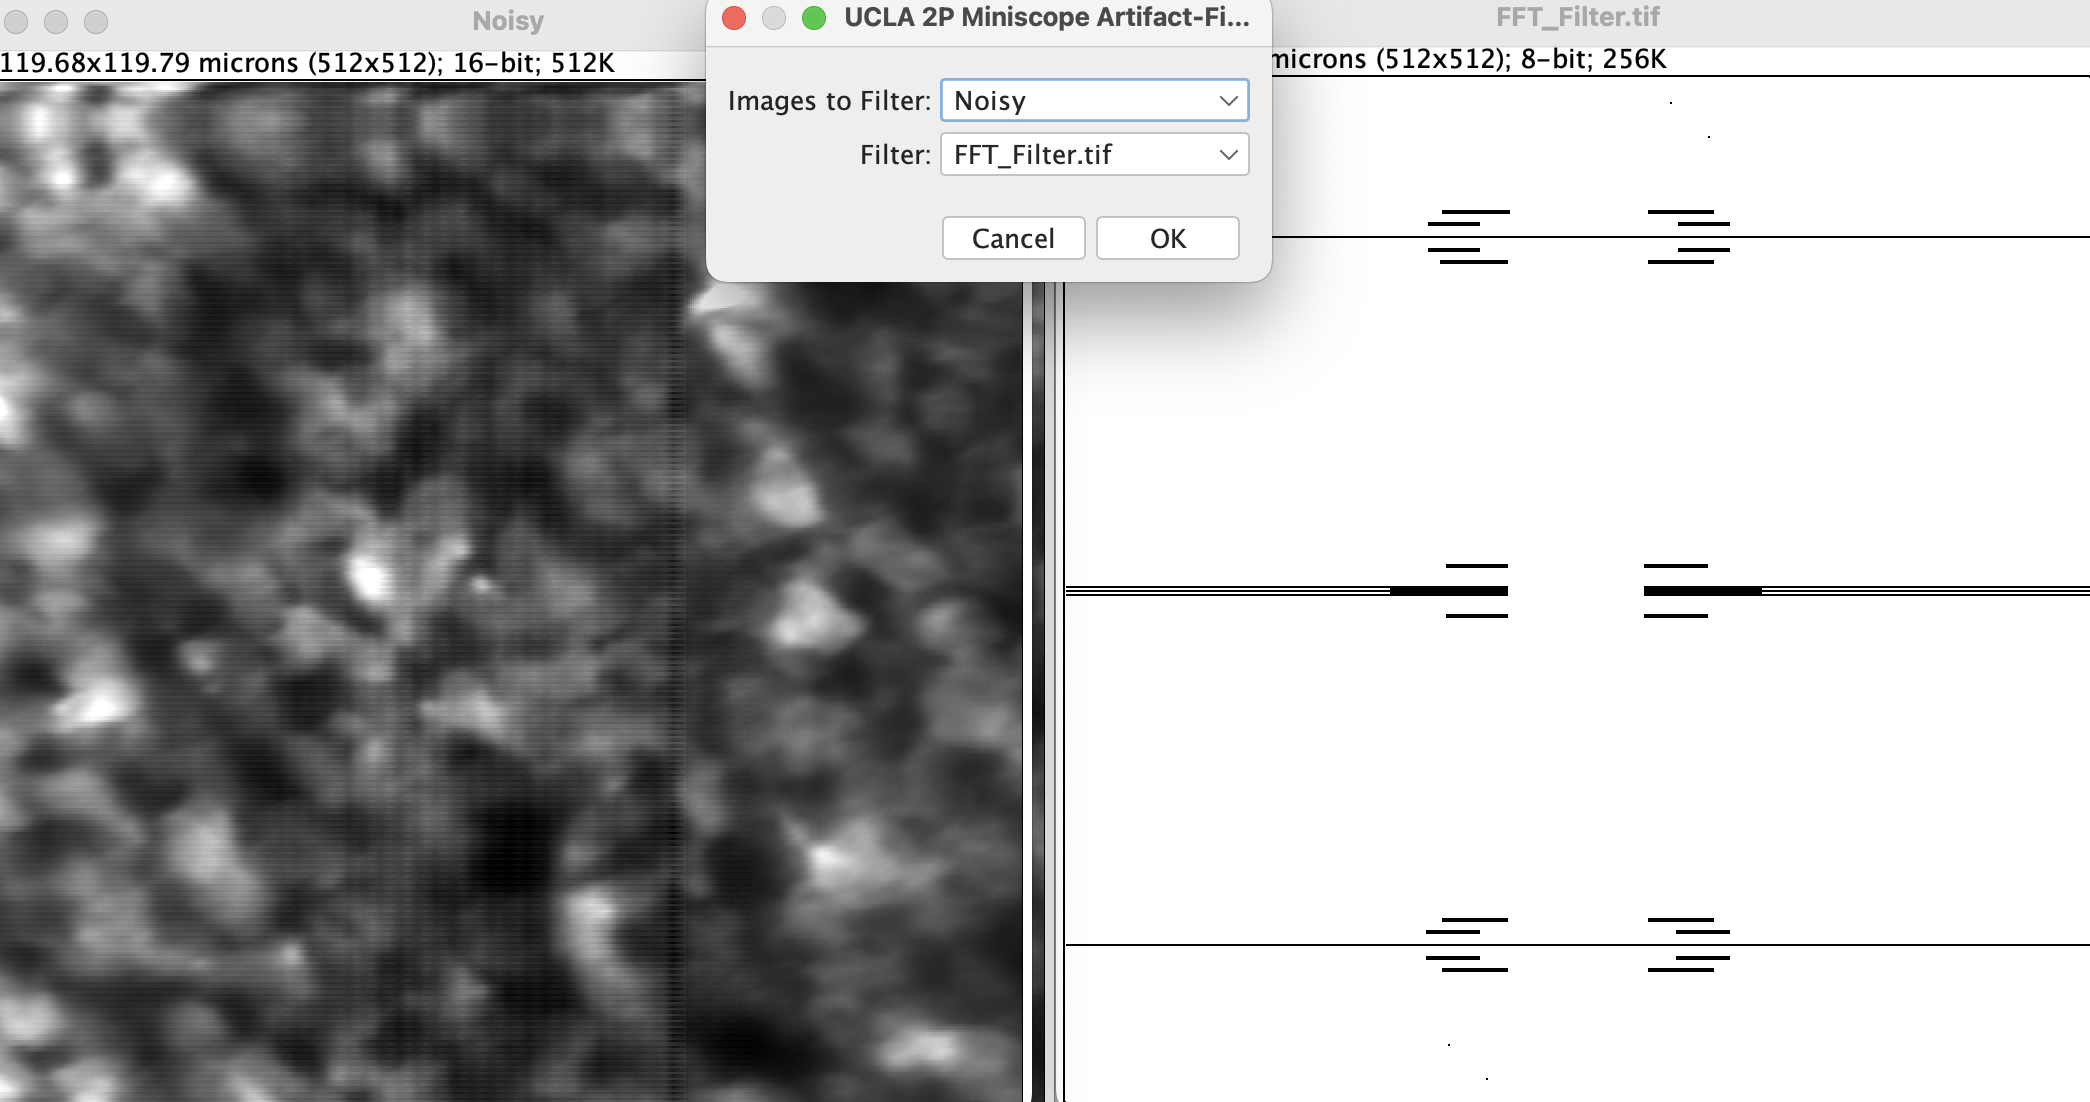 Noisy
119.68x119.79 microns (512x512); 16-bit; 512K
UCLA 2P Miniscope Artifact-Fi...
Images to Filter: Noisy
Filter: FFT_Filter.tif
Cancel OK
FFT_Filter.tif
microns (512x512); 8-bit; 256K